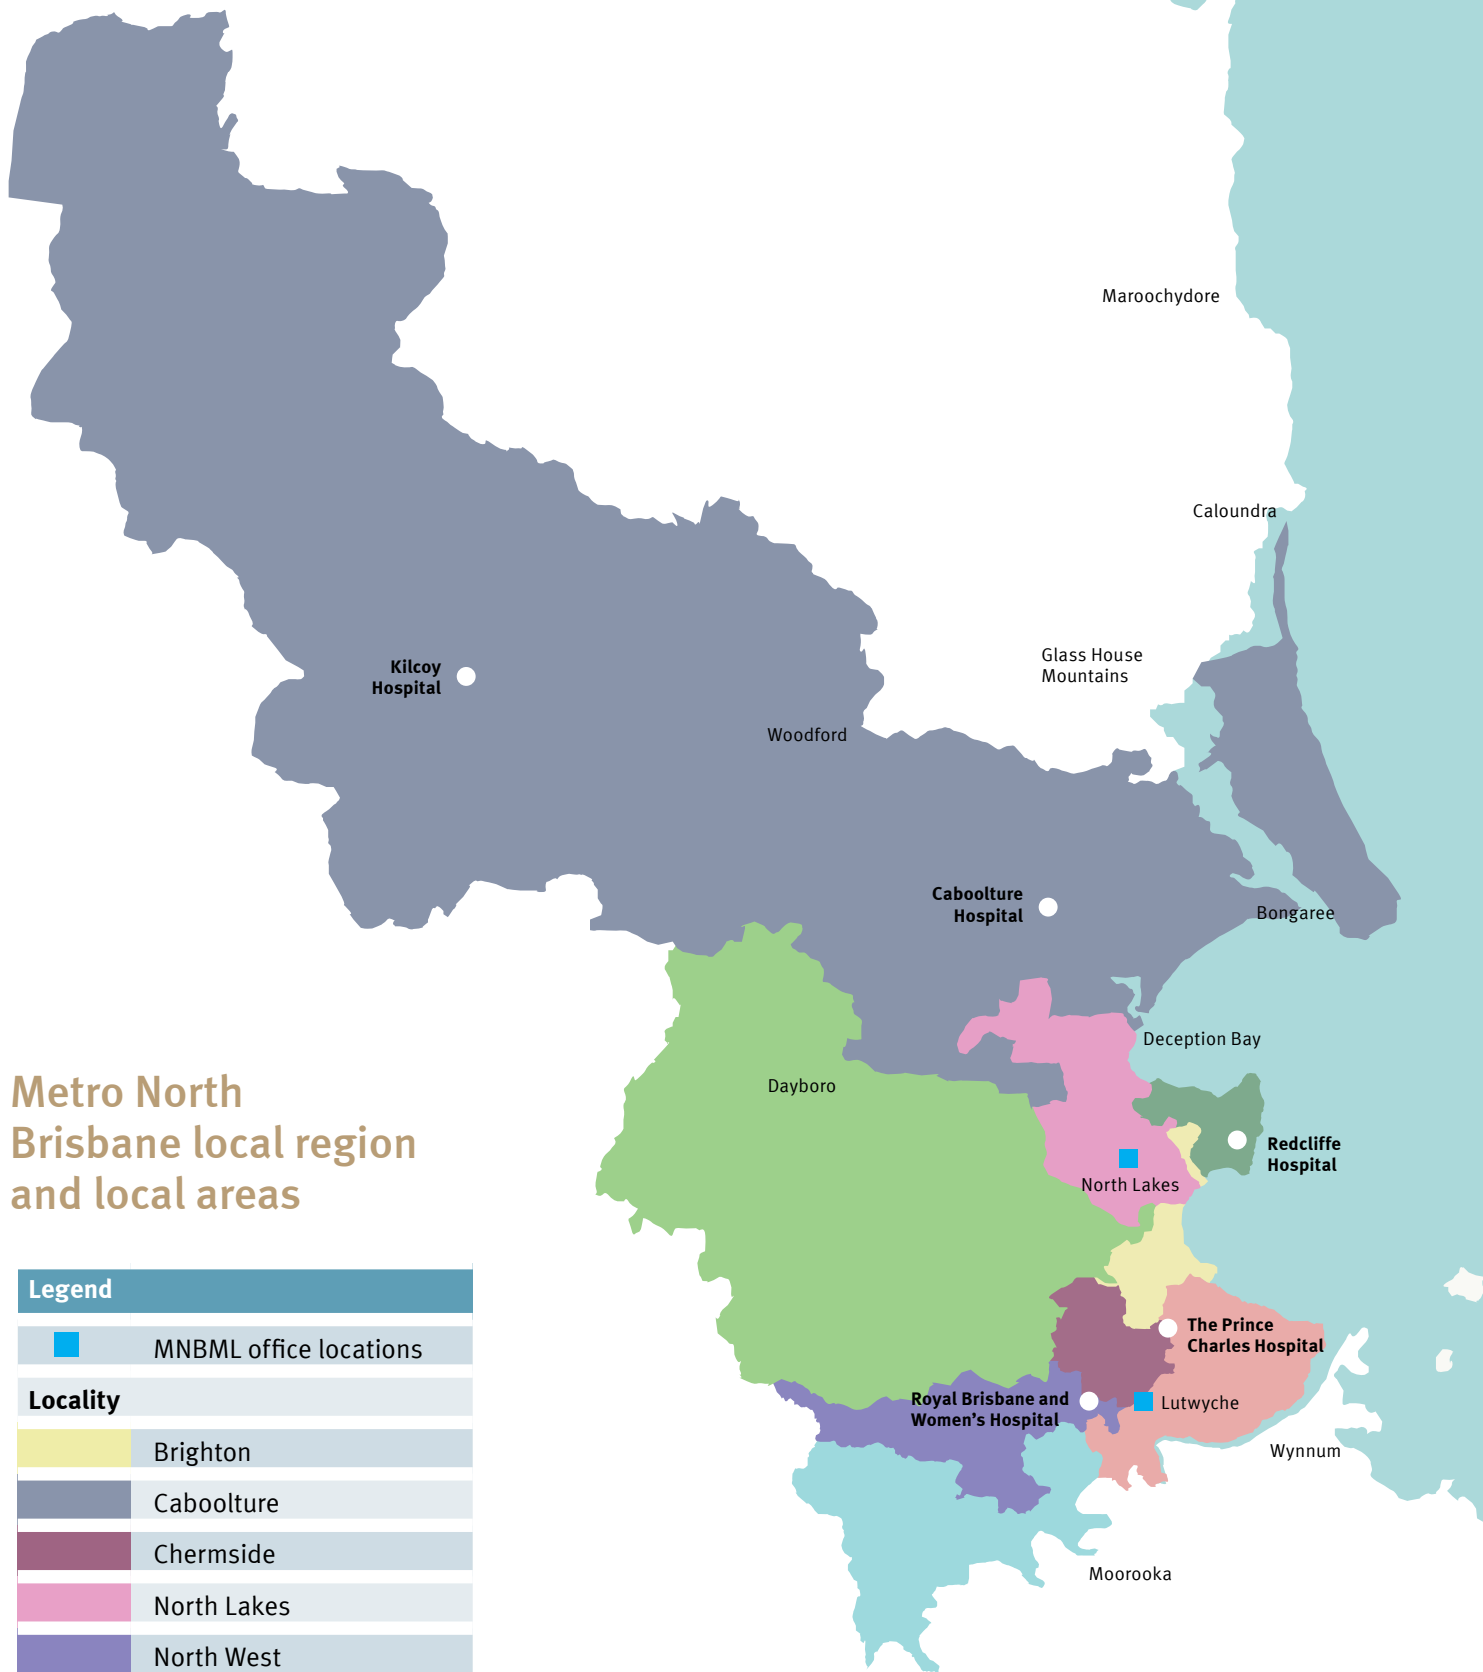 Maroochydore
Caloundra
Glass House
Mountains
Kilcoy
Hospital
Woodford
Caboolture
Hospital
Bongaree
Deception Bay
Dayboro
Redcliffe
Hospital
North Lakes
The Prince
Charles Hospital
Royal Brisbane and
Women's Hospital
Lutwyche
Wynnum
Moorooka
Metro North
Brisbane local region
and local areas
Legend
MNBML office locations
Locality
Brighton
Caboolture
Chermside
North Lakes
North West